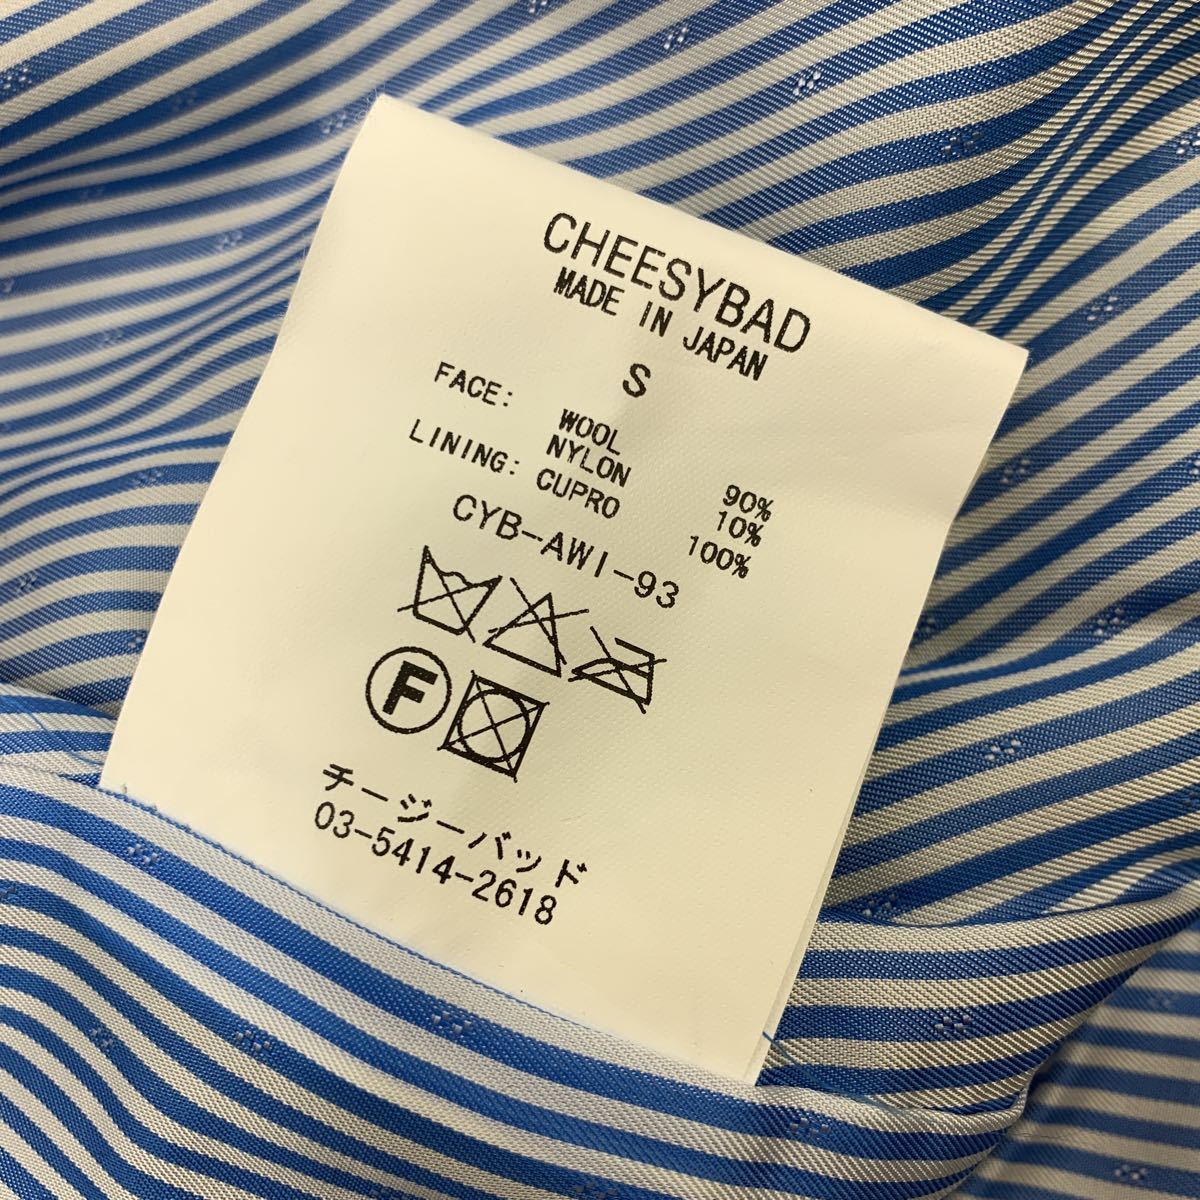 CHEESYBAD
MADE IN JAPAN
S
FACE: WOOL 90%
NYLON 10%
LINING: CUPRO 100%
CYB-AWI-93
F
チージーバッド
03-5414-2618